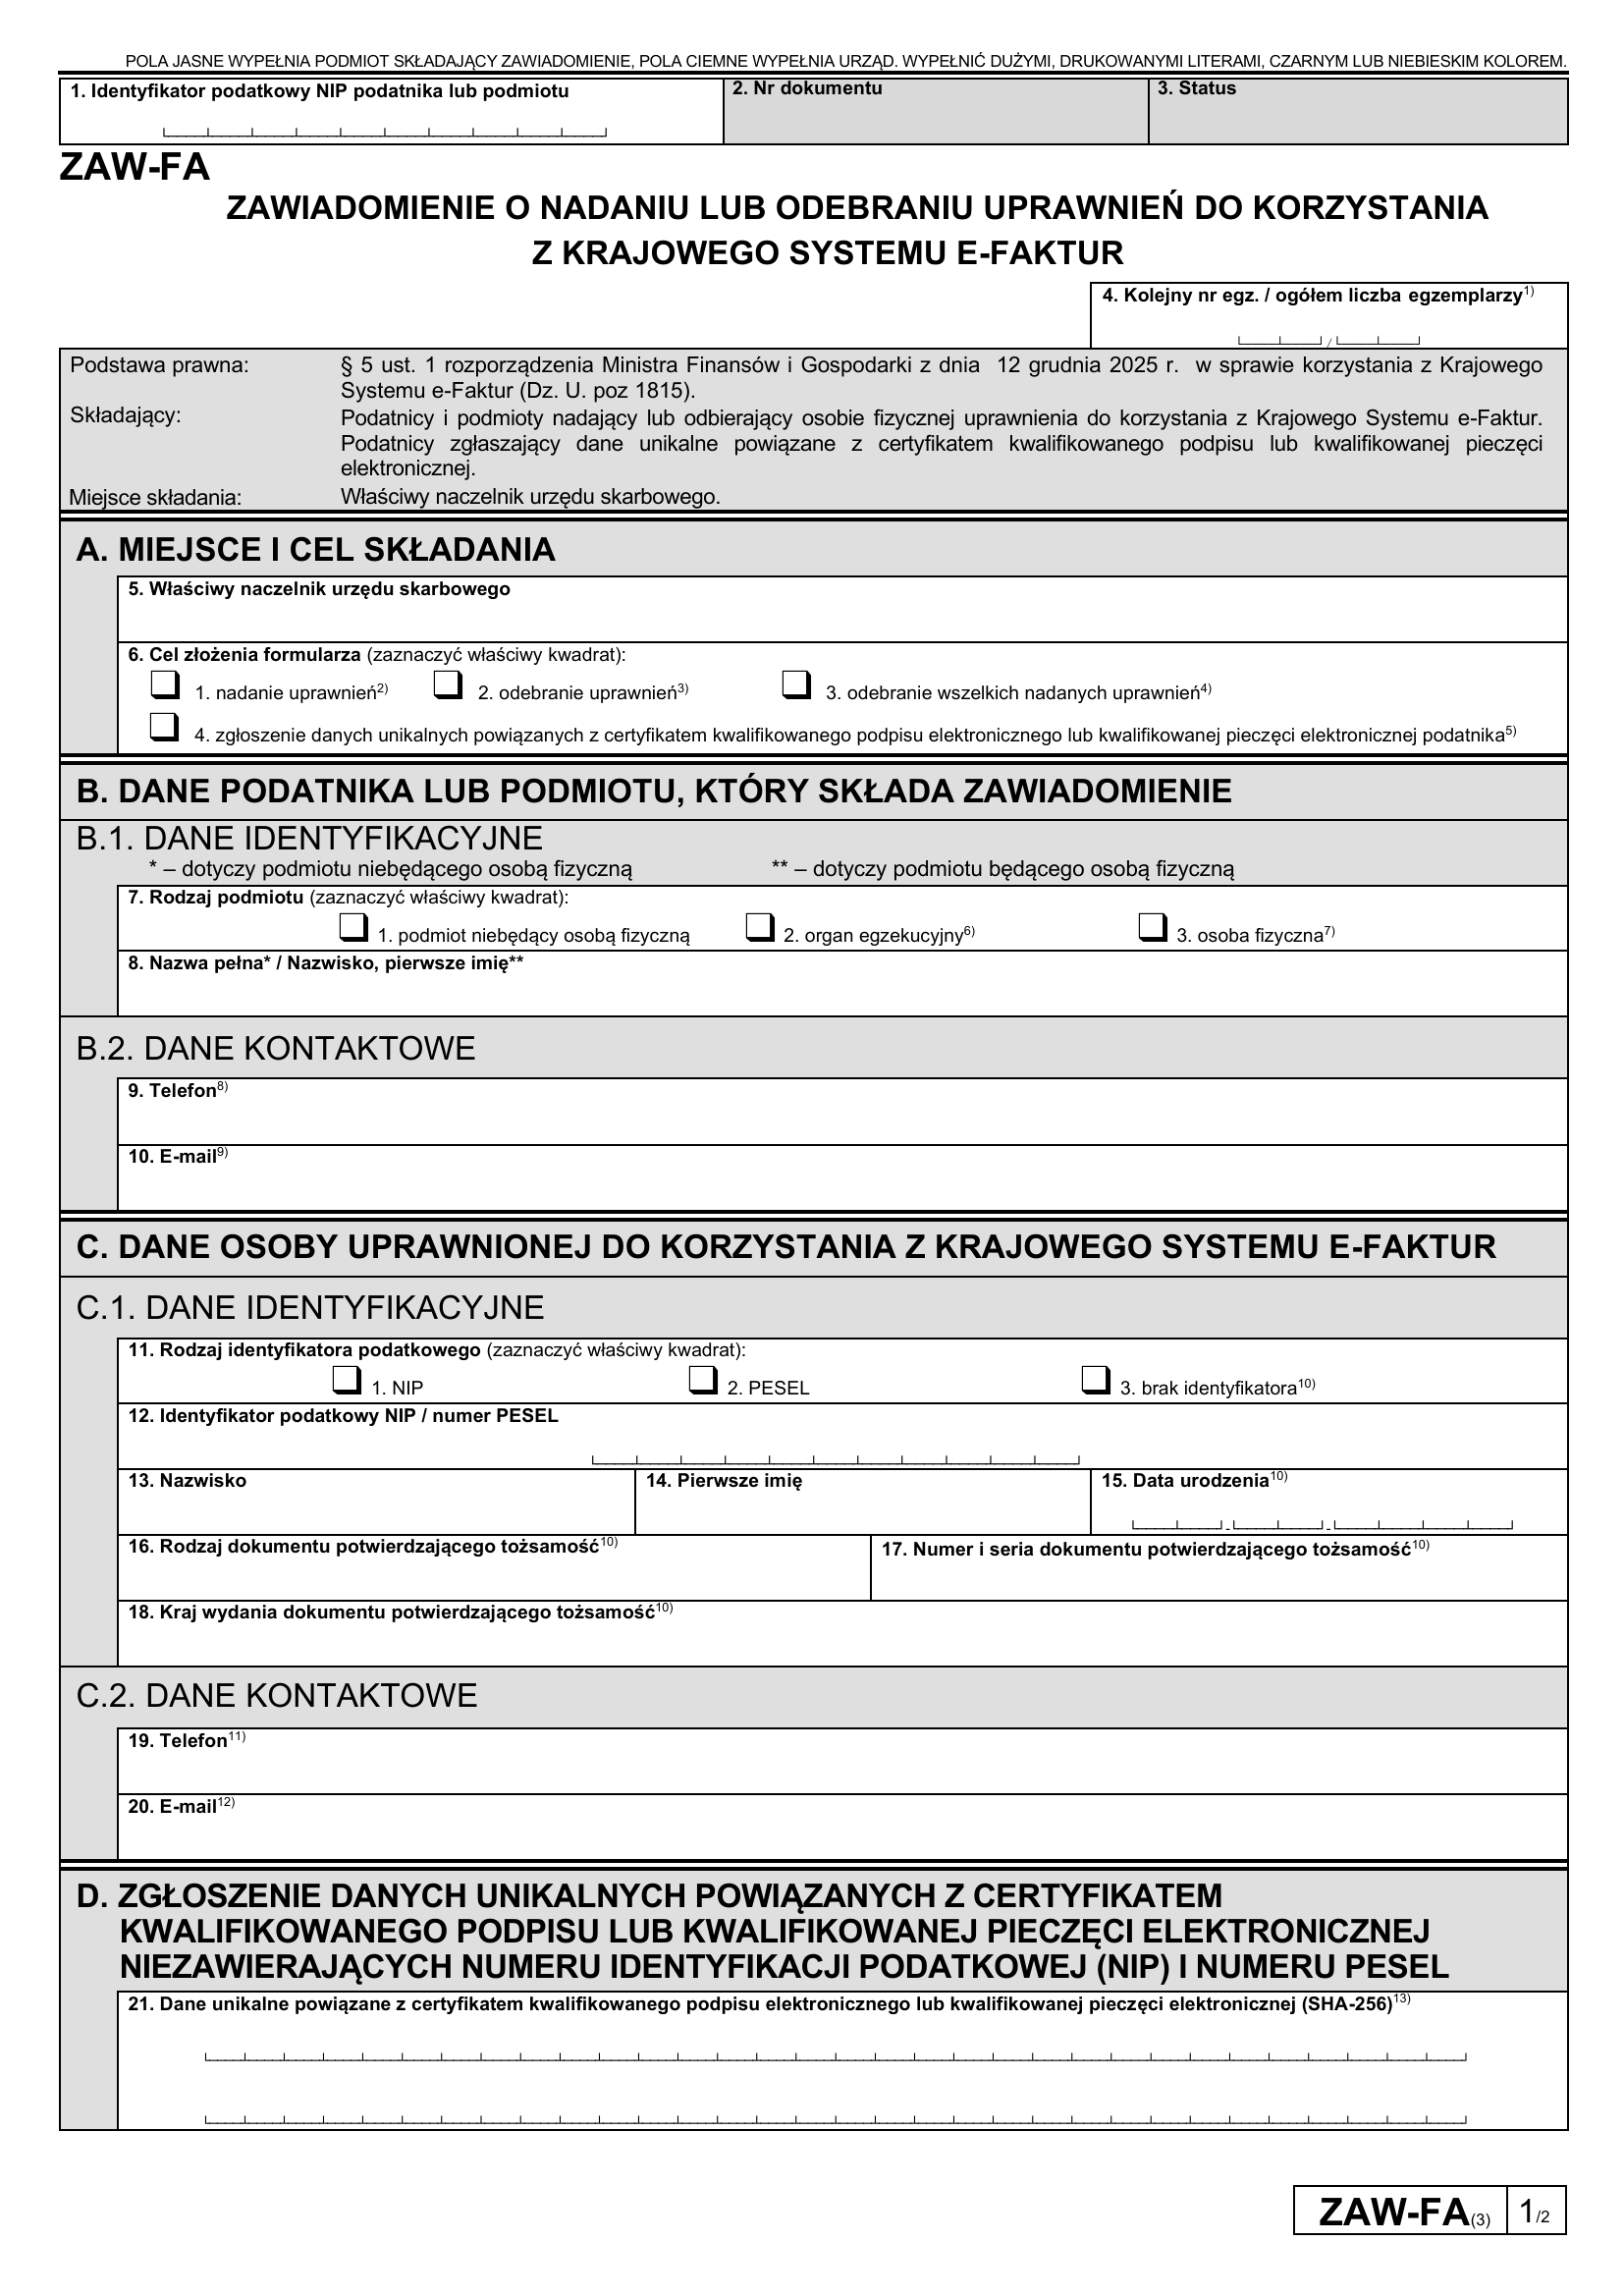 POLA JASNE WYPEŁNIA PODMIOT SKŁADAJĄCY ZAWIADOMIENIE, POLA CIEMNE WYPEŁNIA URZĄD. WYPEŁNIĆ DUŻYMI, DRUKOWANYMI LITERAMI, CZARNYM LUB NIEBIESKIM KOLOREM.
1. Identyfikator podatkowy NIP podatnika lub podmiotu
2. Nr dokumentu
3. Status
ZAW-FA
ZAWIADOMIENIE O NADANIU LUB ODEBRANIU UPRAWNIEŃ DO KORZYSTANIA
Z KRAJOWEGO SYSTEMU E-FAKTUR
4. Kolejny nr egz. / ogółem liczba egzemplarzy1)
/
Podstawa prawna: § 5 ust. 1 rozporządzenia Ministra Finansów i Gospodarki z dnia 12 grudnia 2025 r. w sprawie korzystania z Krajowego
Systemu e-Faktur (Dz. U. poz 1815).
Składający: Podatnicy i podmioty nadający lub odbierający osobie fizycznej uprawnienia do korzystania z Krajowego Systemu e-Faktur.
Podatnicy zgłaszający dane unikalne powiązane z certyfikatem kwalifikowanego podpisu lub kwalifikowanej pieczęci
elektronicznej.
Miejsce składania: Właściwy naczelnik urzędu skarbowego.
A. MIEJSCE I CEL SKŁADANIA
5. Właściwy naczelnik urzędu skarbowego
6. Cel złożenia formularza (zaznaczyć właściwy kwadrat):
1. nadanie uprawnień2) 2. odebranie uprawnień3) 3. odebranie wszelkich nadanych uprawnień4)
4. zgłoszenie danych unikalnych powiązanych z certyfikatem kwalifikowanego podpisu elektronicznego lub kwalifikowanej pieczęci elektronicznej podatnika5)
B. DANE PODATNIKA LUB PODMIOTU, KTÓRY SKŁADA ZAWIADOMIENIE
B.1. DANE IDENTYFIKACYJNE
* – dotyczy podmiotu niebędącego osobą fizyczną ** – dotyczy podmiotu będącego osobą fizyczną
7. Rodzaj podmiotu (zaznaczyć właściwy kwadrat):
1. podmiot niebędący osobą fizyczną 2. organ egzekucyjny6) 3. osoba fizyczna7)
8. Nazwa pełna* / Nazwisko, pierwsze imię**
B.2. DANE KONTAKTOWE
9. Telefon8)
10. E-mail9)
C. DANE OSOBY UPRAWNIONEJ DO KORZYSTANIA Z KRAJOWEGO SYSTEMU E-FAKTUR
C.1. DANE IDENTYFIKACYJNE
11. Rodzaj identyfikatora podatkowego (zaznaczyć właściwy kwadrat):
1. NIP 2. PESEL 3. brak identyfikatora10)
12. Identyfikator podatkowy NIP / numer PESEL
13. Nazwisko
14. Pierwsze imię
15. Data urodzenia10)
- -
16. Rodzaj dokumentu potwierdzającego tożsamość10)
17. Numer i seria dokumentu potwierdzającego tożsamość10)
18. Kraj wydania dokumentu potwierdzającego tożsamość10)
C.2. DANE KONTAKTOWE
19. Telefon11)
20. E-mail12)
D. ZGŁOSZENIE DANYCH UNIKALNYCH POWIĄZANYCH Z CERTYFIKATEM
KWALIFIKOWANEGO PODPISU LUB KWALIFIKOWANEJ PIECZĘCI ELEKTRONICZNEJ
NIEZAWIERAJĄCYCH NUMERU IDENTYFIKACJI PODATKOWEJ (NIP) I NUMERU PESEL
21. Dane unikalne powiązane z certyfikatem kwalifikowanego podpisu elektronicznego lub kwalifikowanej pieczęci elektronicznej (SHA-256)13)
ZAW-FA(3) 1/2